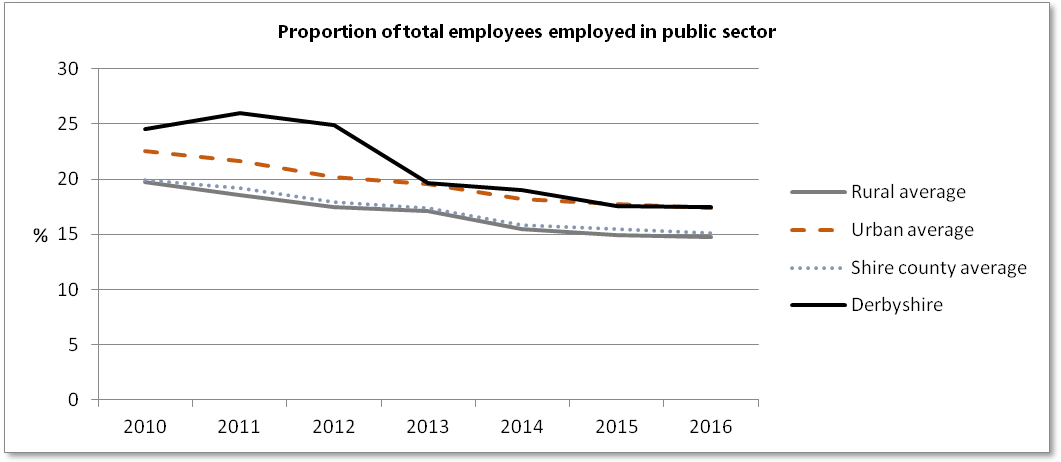 Proportion of total employees employed in public sector
30
25
20
15
10
5
0
%
2010 2011 2012 2013 2014 2015 2016
Rural average
Urban average
Shire county average
Derbyshire